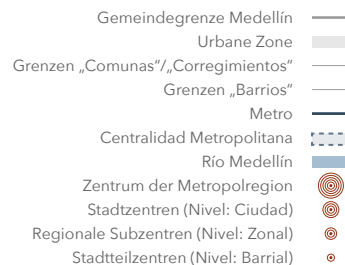 Gemeindegrenze Medellín
Urbane Zone
Grenzen „Comunas“/„Corregimientos“
Grenzen „Barrios“
Metro
Centralidad Metropolitana
Río Medellín
Zentrum der Metropolregion
Stadtzentren (Nivel: Ciudad)
Regionale Subzentren (Nivel: Zonal)
Stadtteilzentren (Nivel: Barrial)